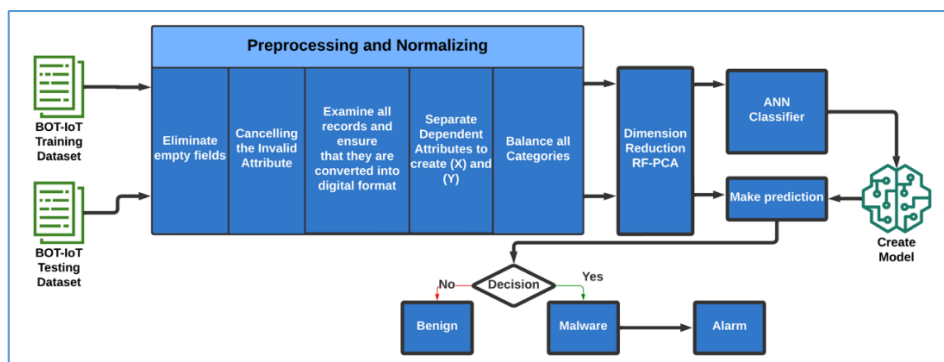 Preprocessing and Normalizing
BOT-IoT
Training
Dataset
BOT-IoT
Testing
Dataset
Eliminate
empty fields
Cancelling
the Invalid
Attribute
Examine all
records and
ensure
that they are
converted into
digital format
Separate
Dependent
Attributes to
create (X) and
(Y)
Balance all
Categories
Dimension
Reduction
RF-PCA
ANN
Classifier
Make prediction
Create
Model
Decision
No
Yes
Benign
Malware
Alarm